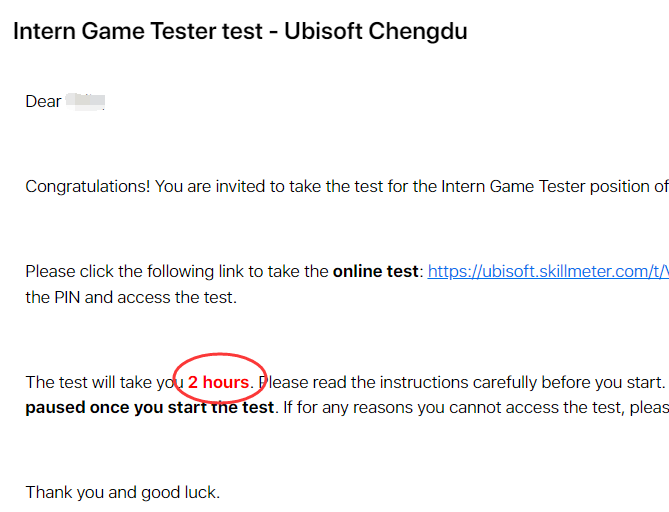 Intern Game Tester test - Ubisoft Chengdu
Dear
Congratulations! You are invited to take the test for the Intern Game Tester position of
Please click the following link to take the online test: https://ubisoft.skillmeter.com/t/
the PIN and access the test.
The test will take you 2 hours. Please read the instructions carefully before you start.
paused once you start the test. If for any reasons you cannot access the test, pleas
Thank you and good luck.